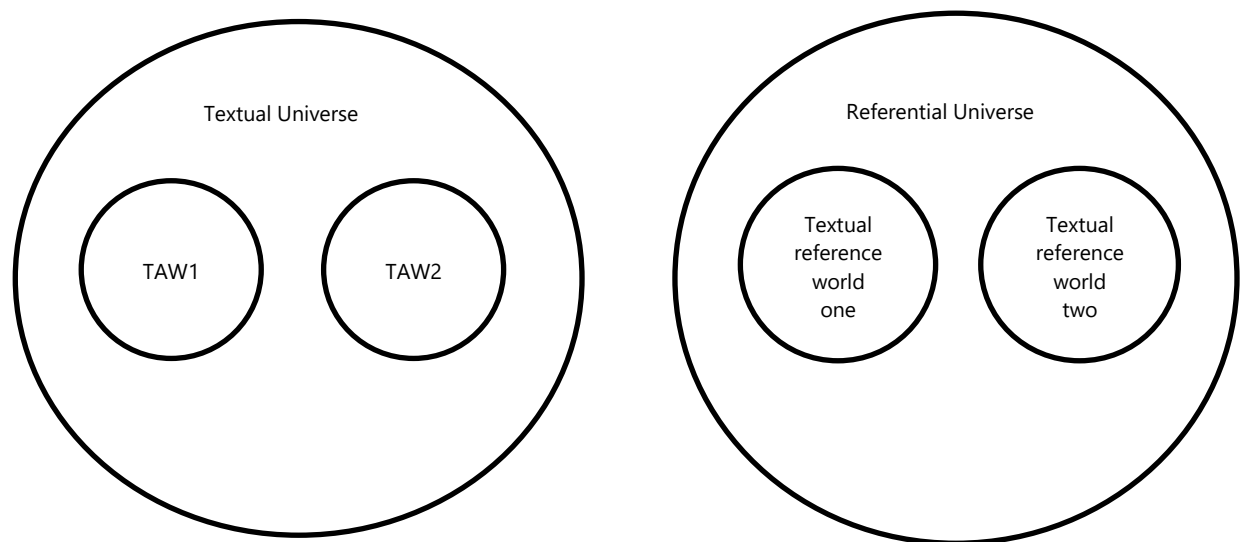 Textual Universe
Referential Universe
TAW1
TAW2
Textual
reference
world
one
Textual
reference
world
two